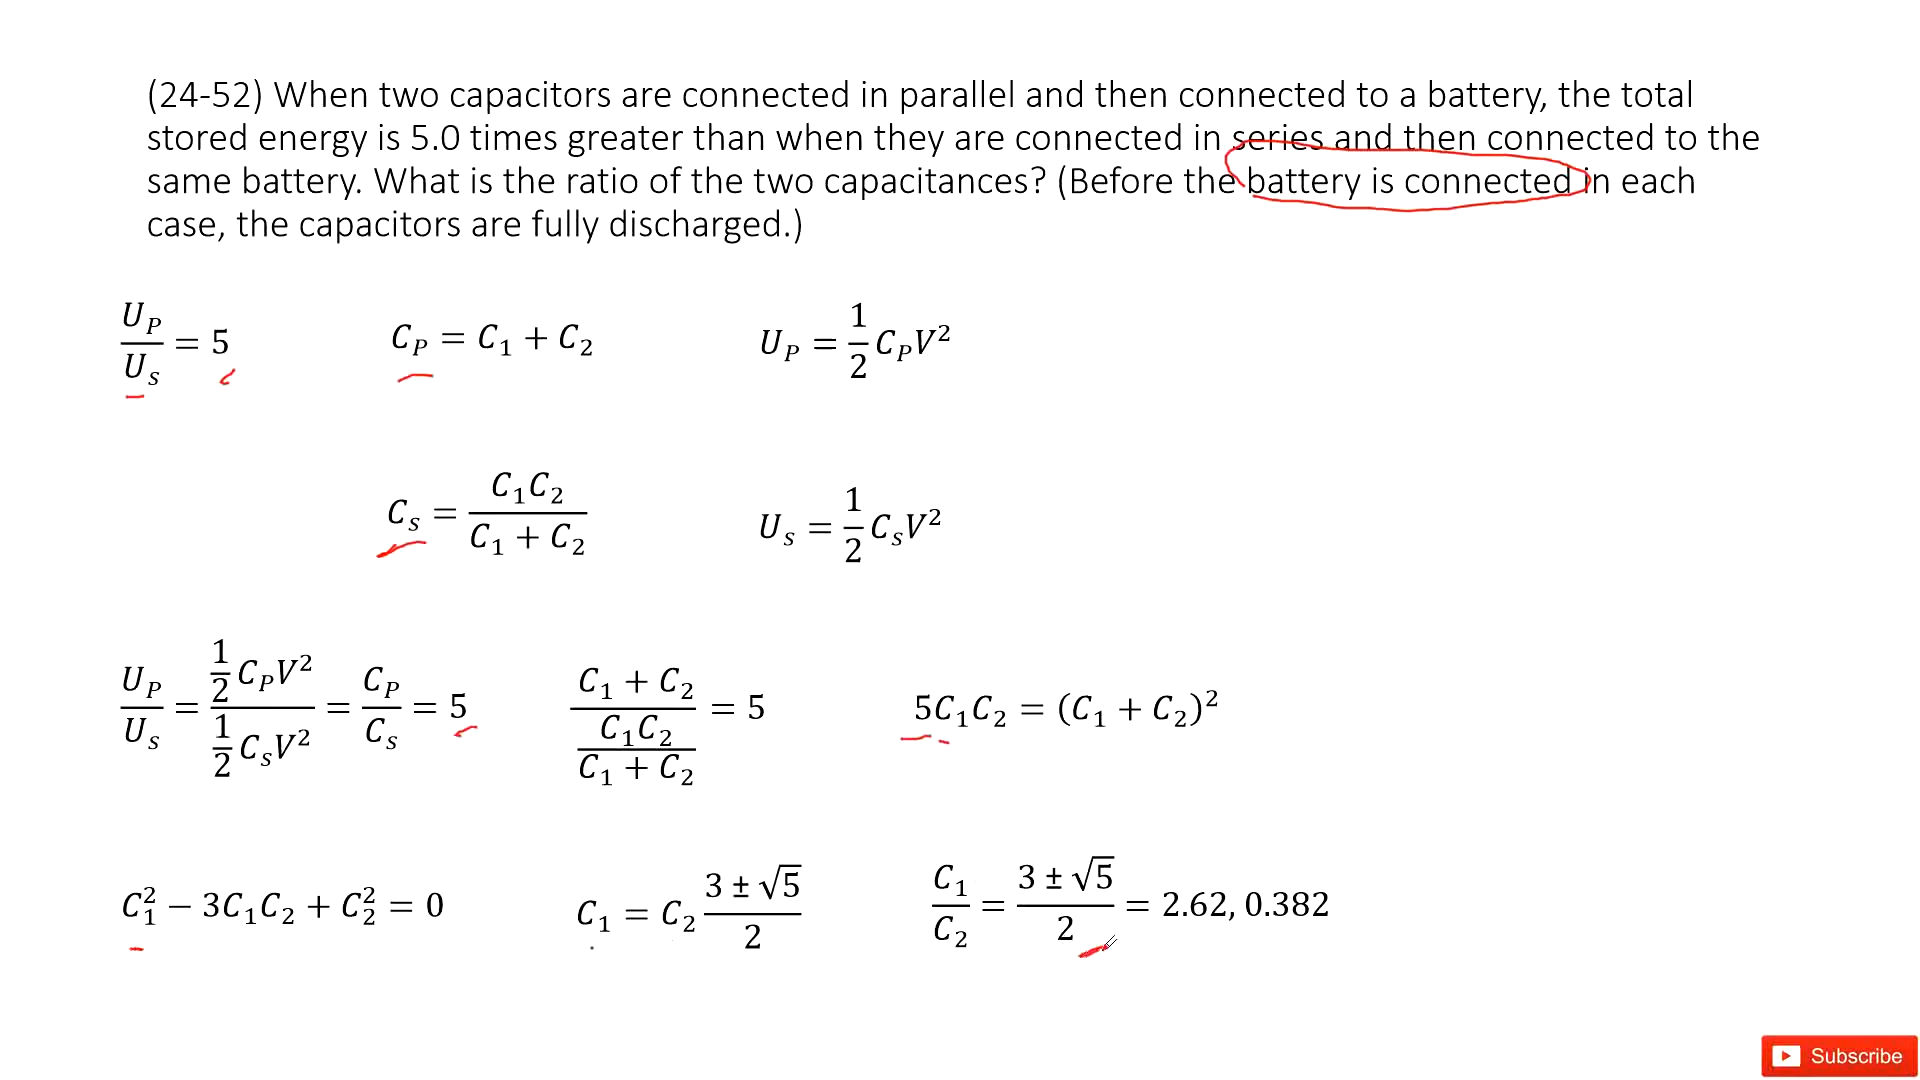 (24-52) When two capacitors are connected in parallel and then connected to a battery, the total
stored energy is 5.0 times greater than when they are connected in series and then connected to the
same battery. What is the ratio of the two capacitances? (Before the battery is connected in each
case, the capacitors are fully discharged.)
U_P/U_s = 5 C_P = C_1 + C_2 U_P = 1/2 C_P V^2
C_s = C_1C_2/(C_1 + C_2) U_s = 1/2 C_s V^2
U_P/U_s = (1/2 C_P V^2)/(1/2 C_s V^2) = C_P/C_s = 5 (C_1 + C_2)/(C_1C_2/(C_1 + C_2)) = 5 5C_1C_2 = (C_1 + C_2)^2
C_1^2 − 3C_1C_2 + C_2^2 = 0 C_1 = C_2 (3 ± √5)/2 C_1/C_2 = (3 ± √5)/2 = 2.62, 0.382
Subscribe